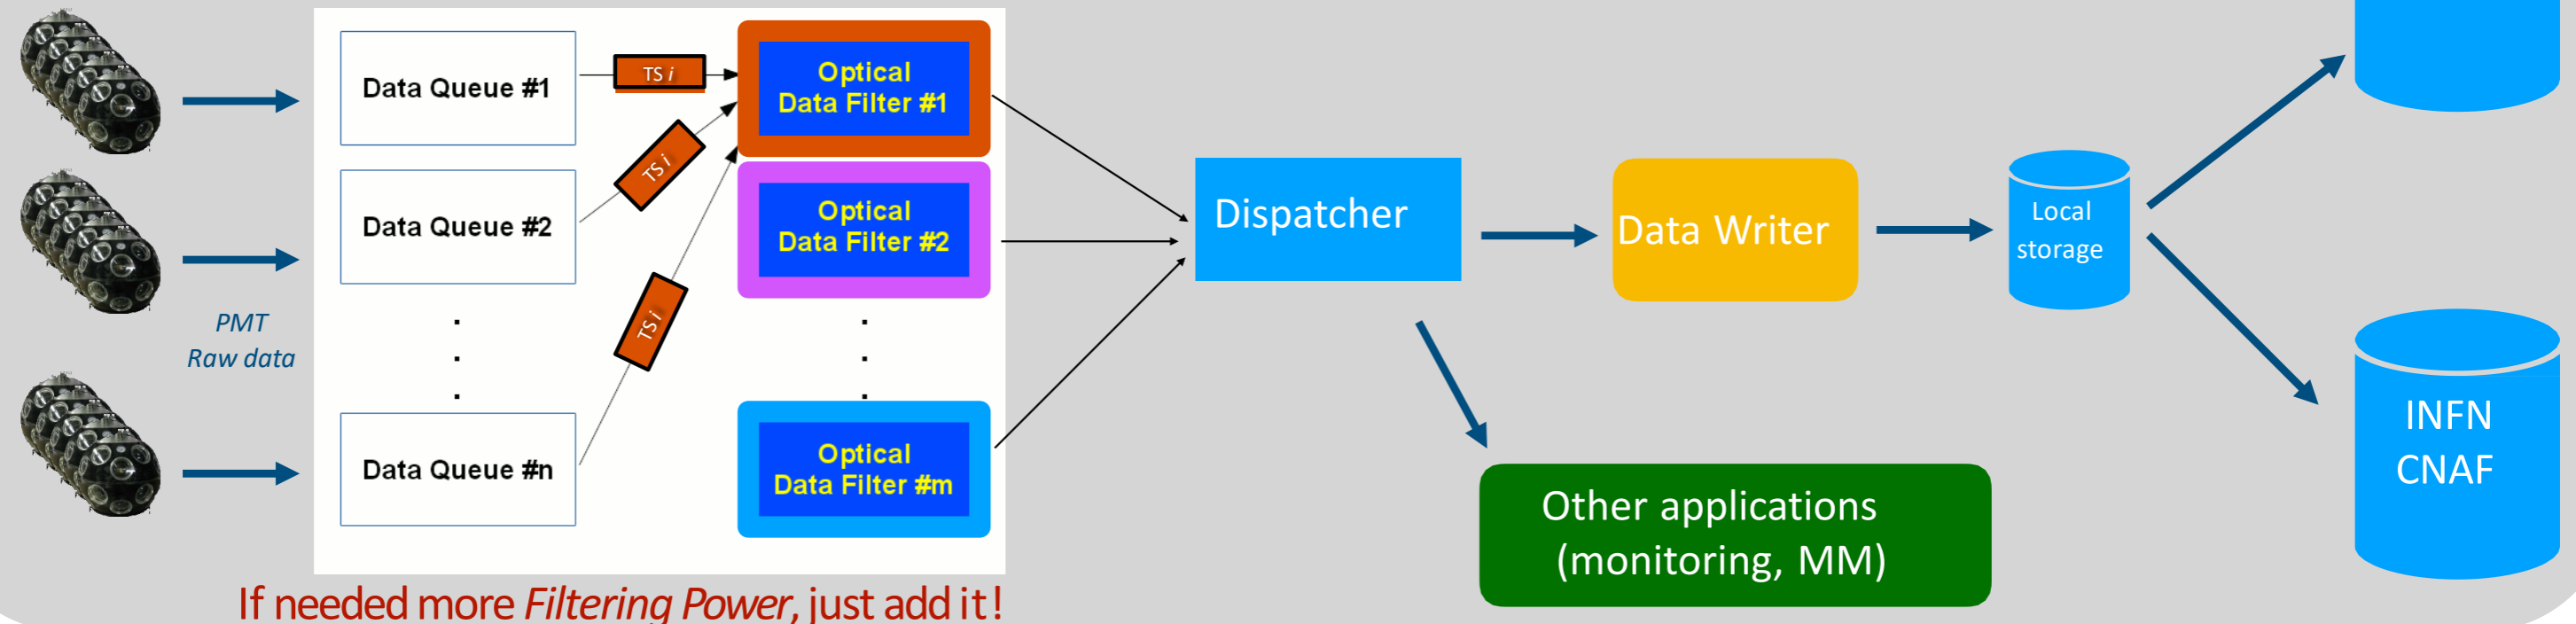 PMT
Raw data
Data Queue #1
Data Queue #2
.
.
.
Data Queue #n
TS i
TS i
TS i
Optical
Data Filter #1
Optical
Data Filter #2
.
.
.
Optical
Data Filter #m
If needed more Filtering Power, just add it!
Dispatcher
Data Writer
Local
storage
Other applications
(monitoring, MM)
INFN
CNAF